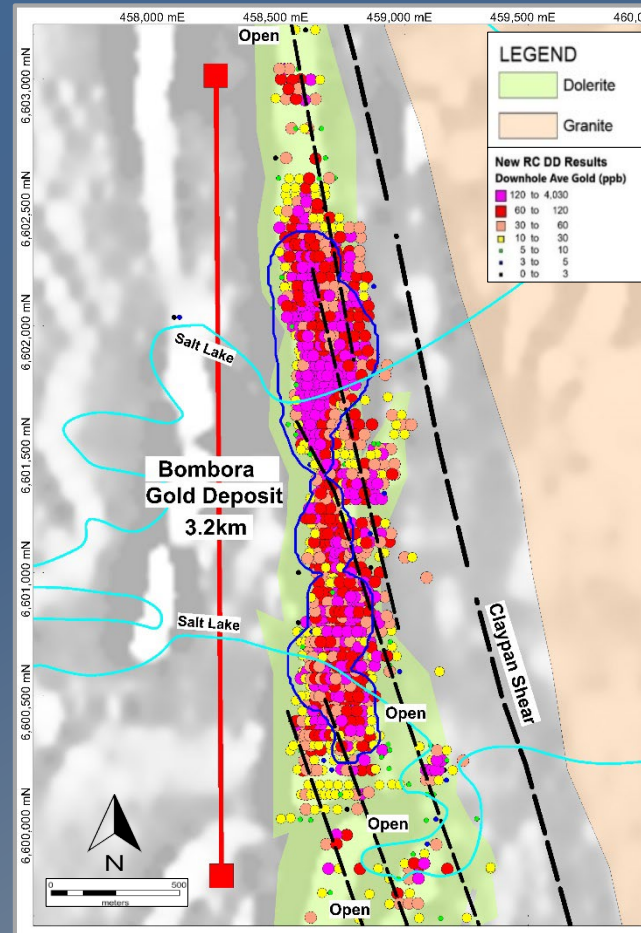 458,000 mE
458,500 mE
459,000 mE
459,500 mE
460,0
6,603,000 mN
6,602,500 mN
6,602,000 mN
6,601,500 mN
6,601,000 mN
6,600,500 mN
6,600,000 mN
Open
LEGEND
Dolerite
Granite
New RC DD Results
Downhole Ave Gold (ppb)
120 to 4,030
60 to 120
30 to 60
10 to 30
5 to 10
3 to 5
0 to 3
Salt Lake
Bombora
Gold Deposit
3.2km
Salt Lake
Claypan Shear
Open
Open
Open
N
0
500
meters